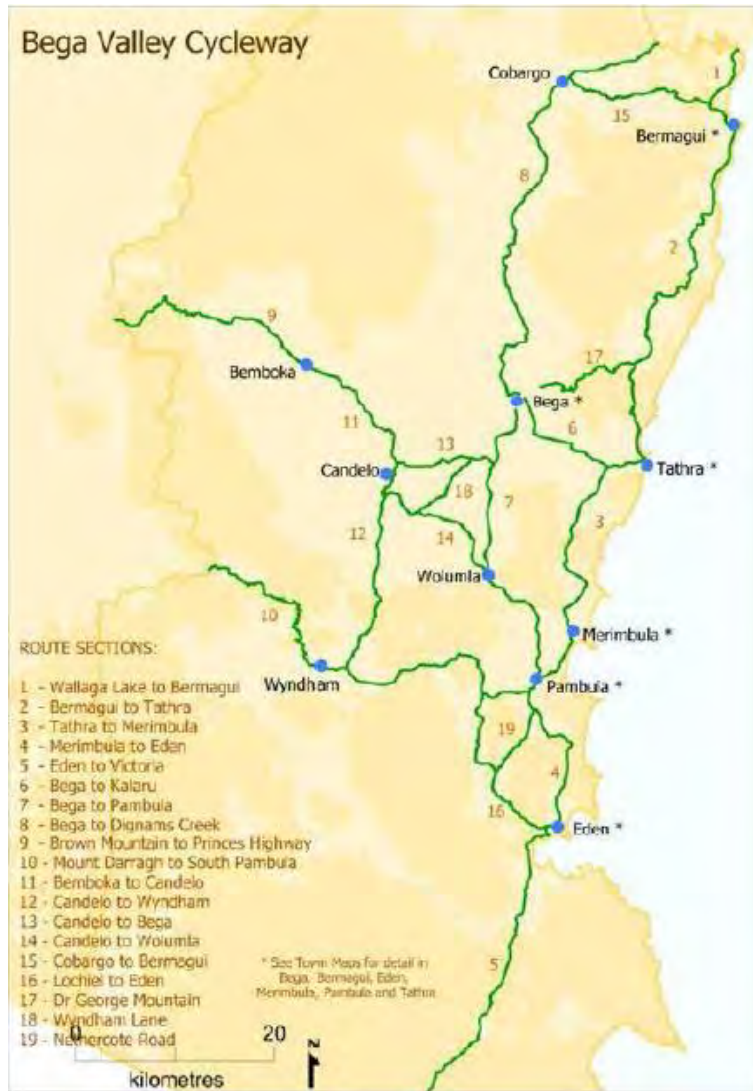 Bega Valley Cycleway
Cobargo
1
15
Bermagui *
8
2
9
Bemboka
17
11
Bega *
6
13
Candelo
Tathra *
18
7
3
12
14
Wolumla
10
Merimbula *
Wyndham
Pambula *
19
4
16
Eden *
5
ROUTE SECTIONS:
1 - Wallaga Lake to Bermagui
2 - Bermagui to Tathra
3 - Tathra to Merimbula
4 - Merimbula to Eden
5 - Eden to Victoria
6 - Bega to Kalaru
7 - Bega to Pambula
8 - Bega to Dignams Creek
9 - Brown Mountain to Princes Highway
10 - Mount Darragh to South Pambula
11 - Bemboka to Candelo
12 - Candelo to Wyndham
13 - Candelo to Bega
14 - Candelo to Wolumla
15 - Cobargo to Bermagui
16 - Lochiel to Eden
17 - Dr George Mountain
18 - Wyndham Lane
19 - Nethercote Road
* See Town Maps for detail in
Bega, Bermagui, Eden,
Merimbula, Pambula and Tathra
0 20
kilometres
N